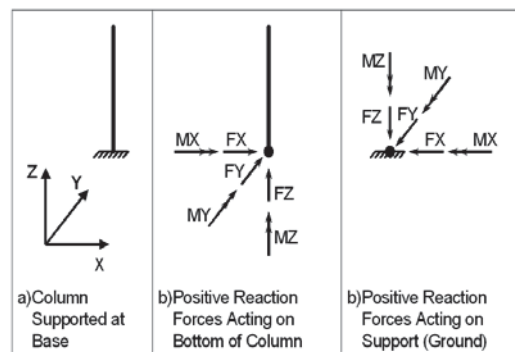 Z
Y
X
a)Column
Supported at
Base
MX FX
FY
MY
FZ
MZ
b)Positive Reaction
Forces Acting on
Bottom of Column
MZ
MY
FZ
FY
FX MX
b)Positive Reaction
Forces Acting on
Support (Ground)